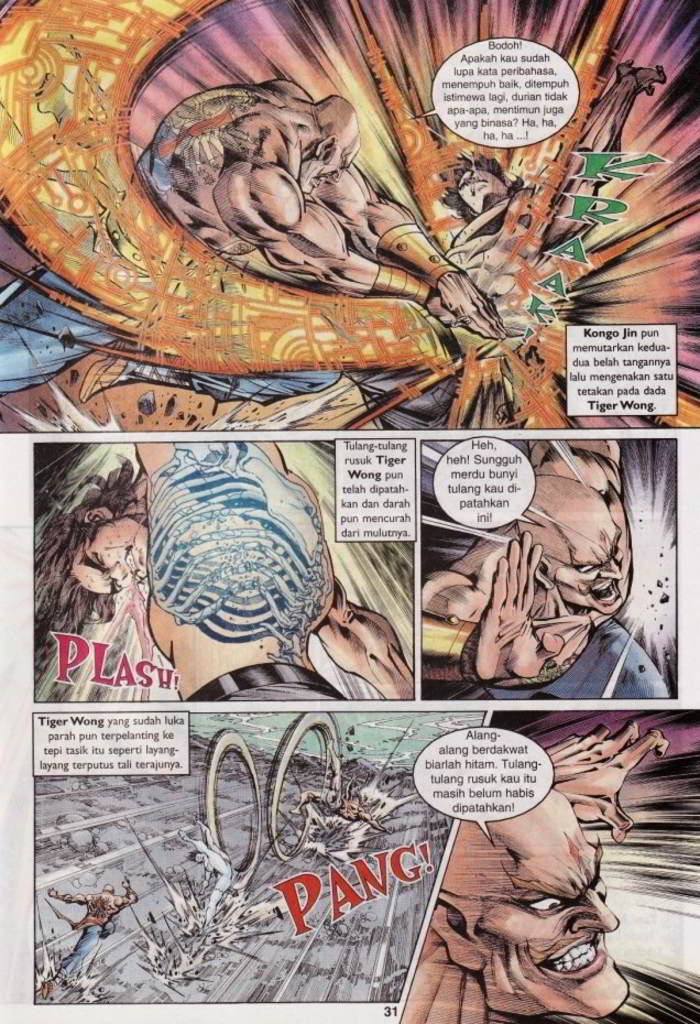 Bodoh!
Apakah kau sudah
lupa kata peribahasa,
menempuh baik, ditempuh
istimewa lagi, durian tidak
apa-apa, mentimun juga
yang binasa? Ha, ha,
ha, ha ...!
KRAAK
Kongo Jin pun
memutarkan kedua-
dua belah tangannya
lalu mengenakan satu
tetakan pada dada
Tiger Wong.
Tulang-tulang
rusuk Tiger
Wong pun
telah dipatah-
kan dan darah
pun mencurah
dari mulutnya.
PLASH!
Heh,
heh! Sungguh
merdu bunyi
tulang kau di-
patahkan
ini!
Tiger Wong yang sudah luka
parah pun terpelanting ke
tepi tasik itu seperti layang-
layang terputus tali terajunya.
PANG!
Alang-
alang berdakwat
biarlah hitam. Tulang-
tulang rusuk kau itu
masih belum habis
dipatahkan!
31